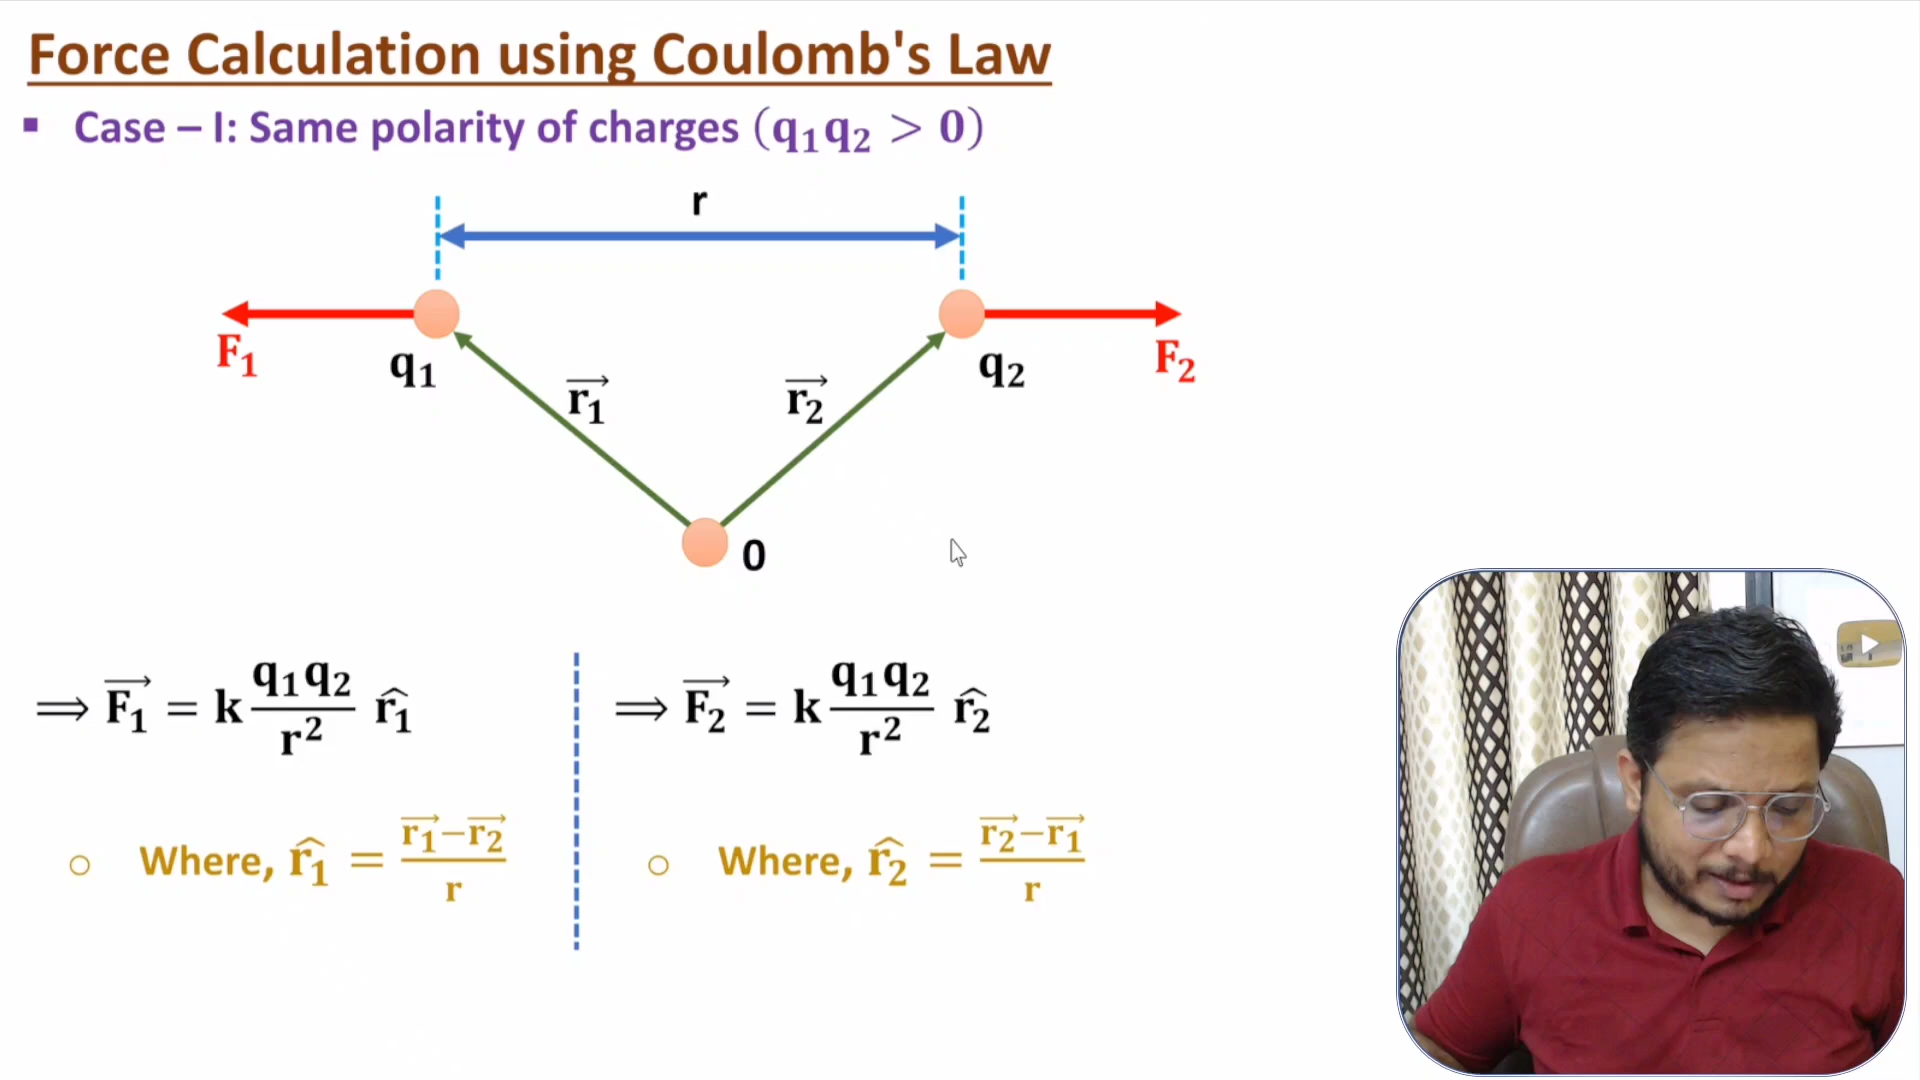 Force Calculation using Coulomb's Law
▪ Case – I: Same polarity of charges (q₁q₂ > 0)
r
F₁
q₁
q₂
F₂
r₁⃗
r₂⃗
0
⟹ F₁⃗ = k q₁q₂/r² r̂₁
⟹ F₂⃗ = k q₁q₂/r² r̂₂
○ Where, r̂₁ = (r₁⃗−r₂⃗)/r
○ Where, r̂₂ = (r₂⃗−r₁⃗)/r